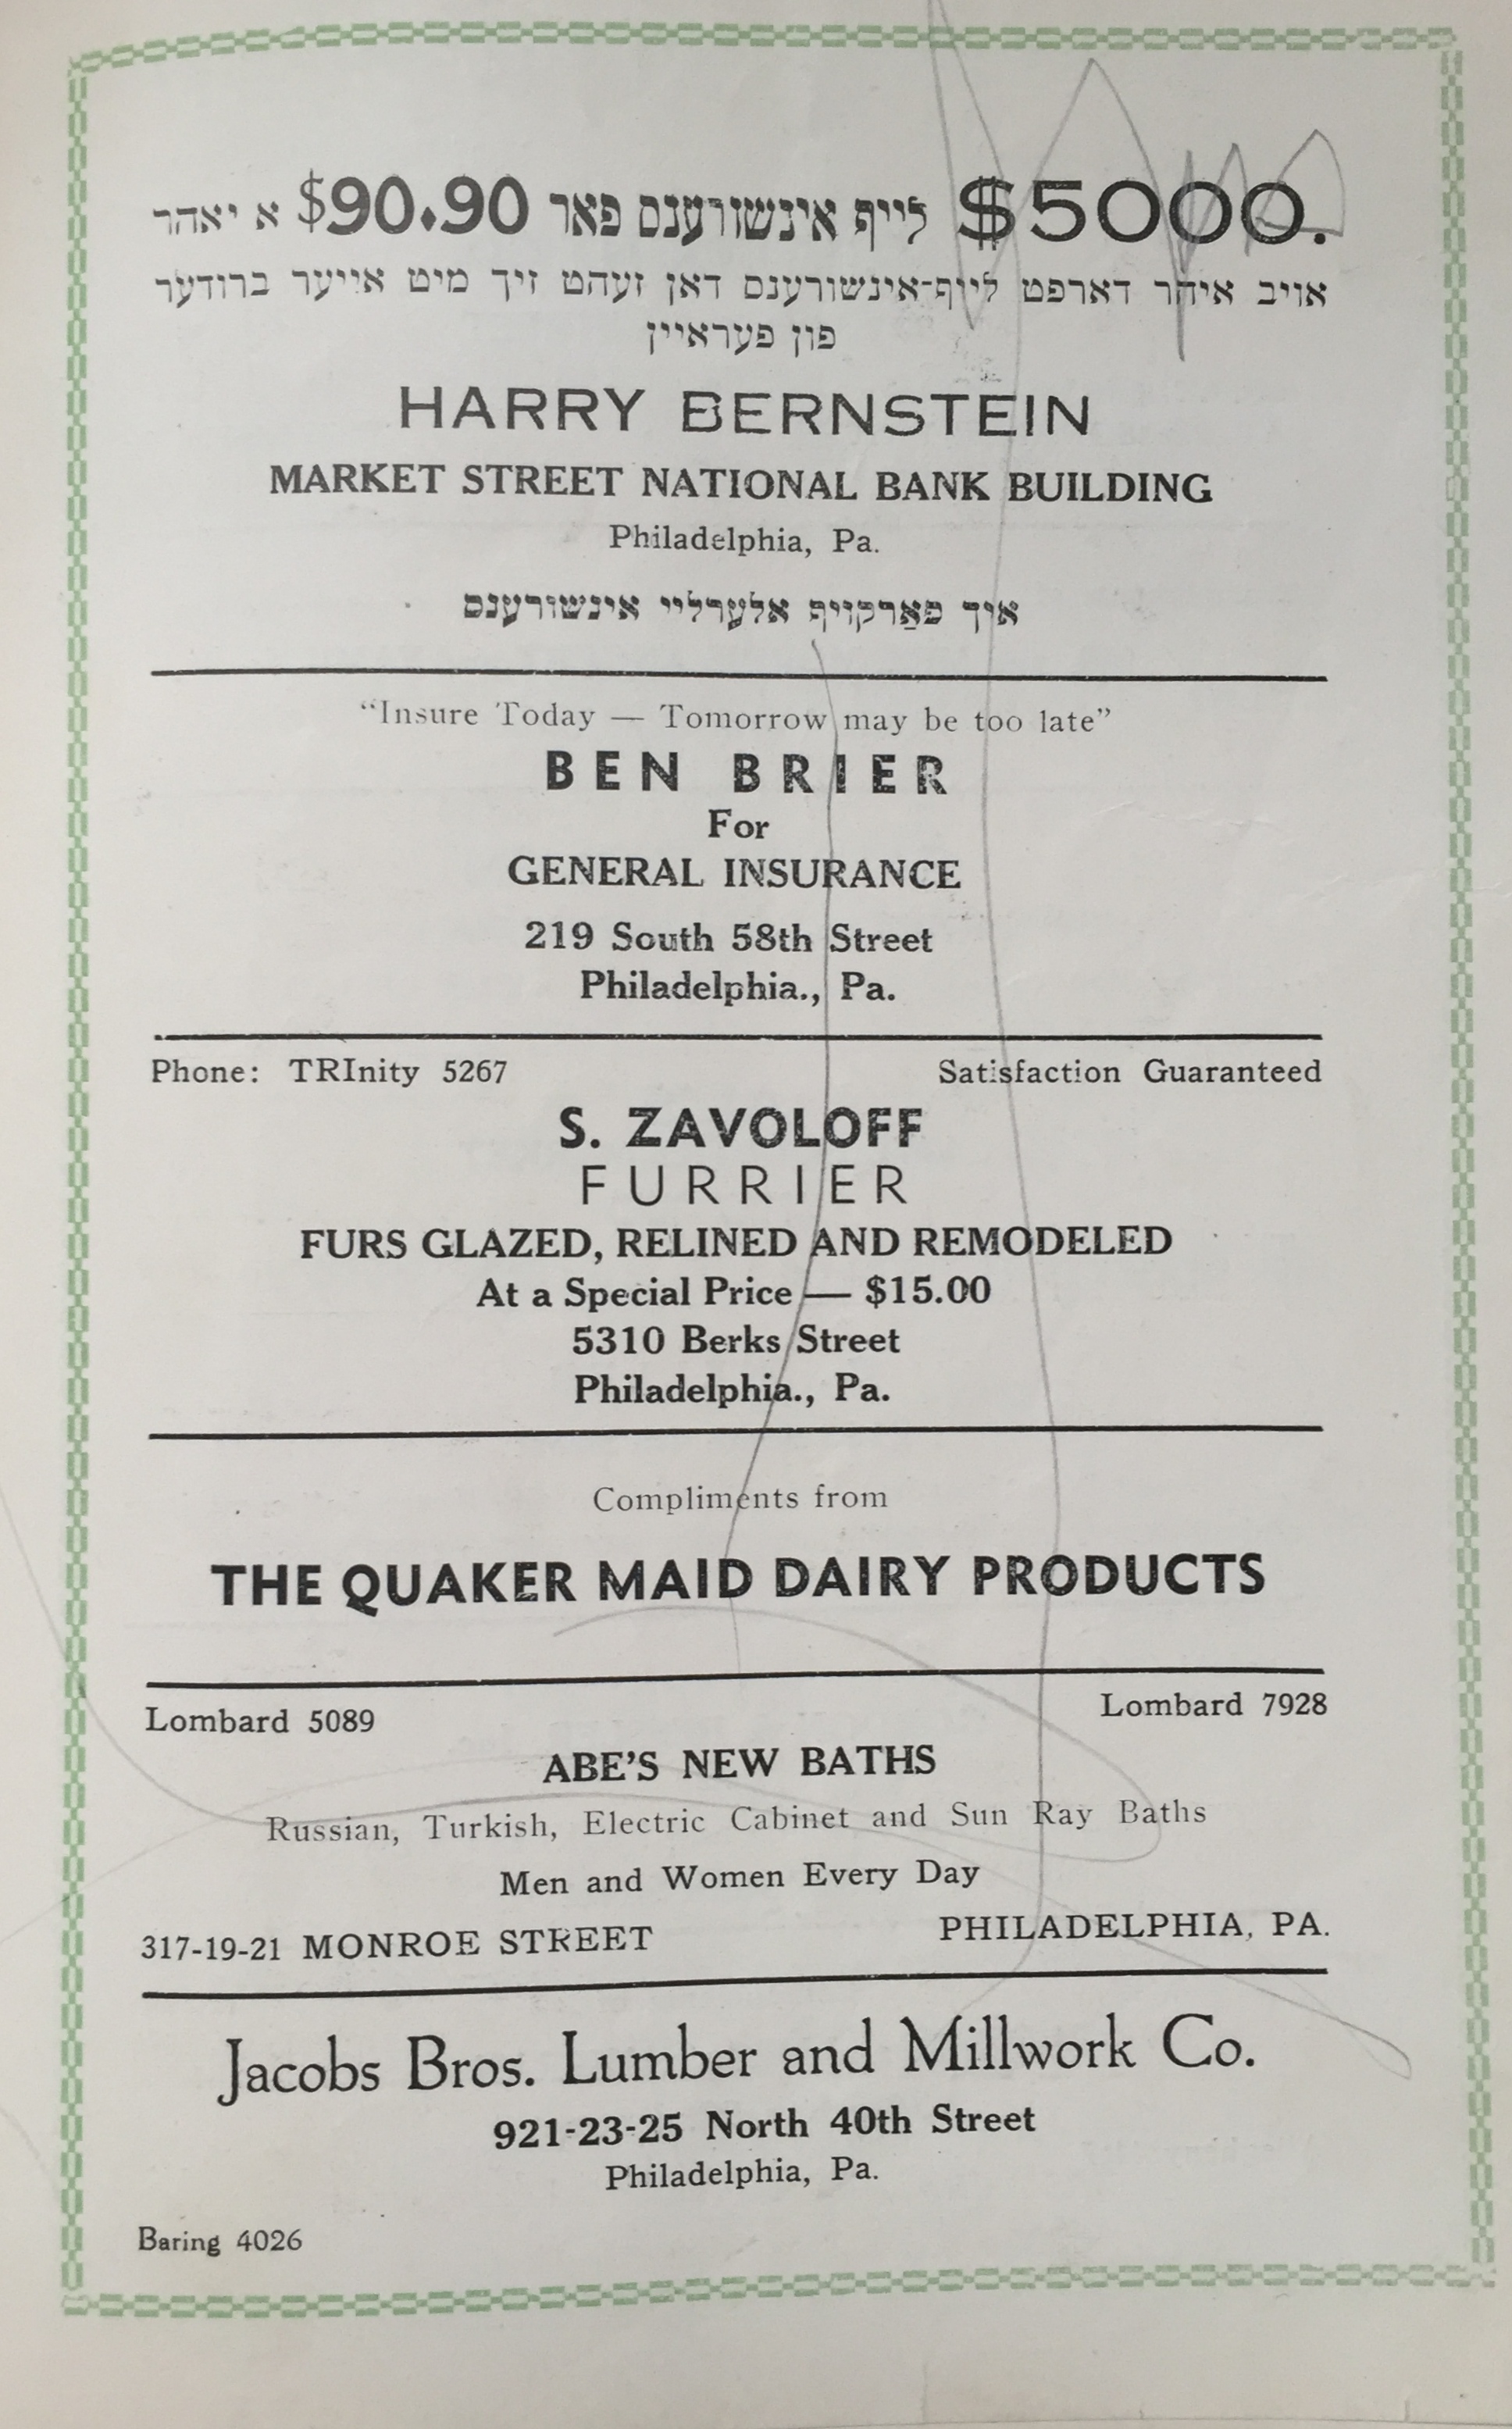 $5000. לייף אינשורענס פאר $90.90 א יאהר
אויב איהר דארפט לייף־אינשורענס דאן זעהט זיך מיט אייער ברודער
פון פעראיין
HARRY BERNSTEIN
MARKET STREET NATIONAL BANK BUILDING
Philadelphia, Pa.
איך פאַרקויף אלערליי אינשורענס
“Insure Today — Tomorrow may be too late”
BEN BRIER
For
GENERAL INSURANCE
219 South 58th Street
Philadelphia., Pa.
Phone: TRInity 5267 Satisfaction Guaranteed
S. ZAVOLOFF
FURRIER
FURS GLAZED, RELINED AND REMODELED
At a Special Price — $15.00
5310 Berks Street
Philadelphia., Pa.
Compliments from
THE QUAKER MAID DAIRY PRODUCTS
Lombard 5089 Lombard 7928
ABE’S NEW BATHS
Russian, Turkish, Electric Cabinet and Sun Ray Baths
Men and Women Every Day
317-19-21 MONROE STREET PHILADELPHIA, PA.
Jacobs Bros. Lumber and Millwork Co.
921-23-25 North 40th Street
Philadelphia, Pa.
Baring 4026